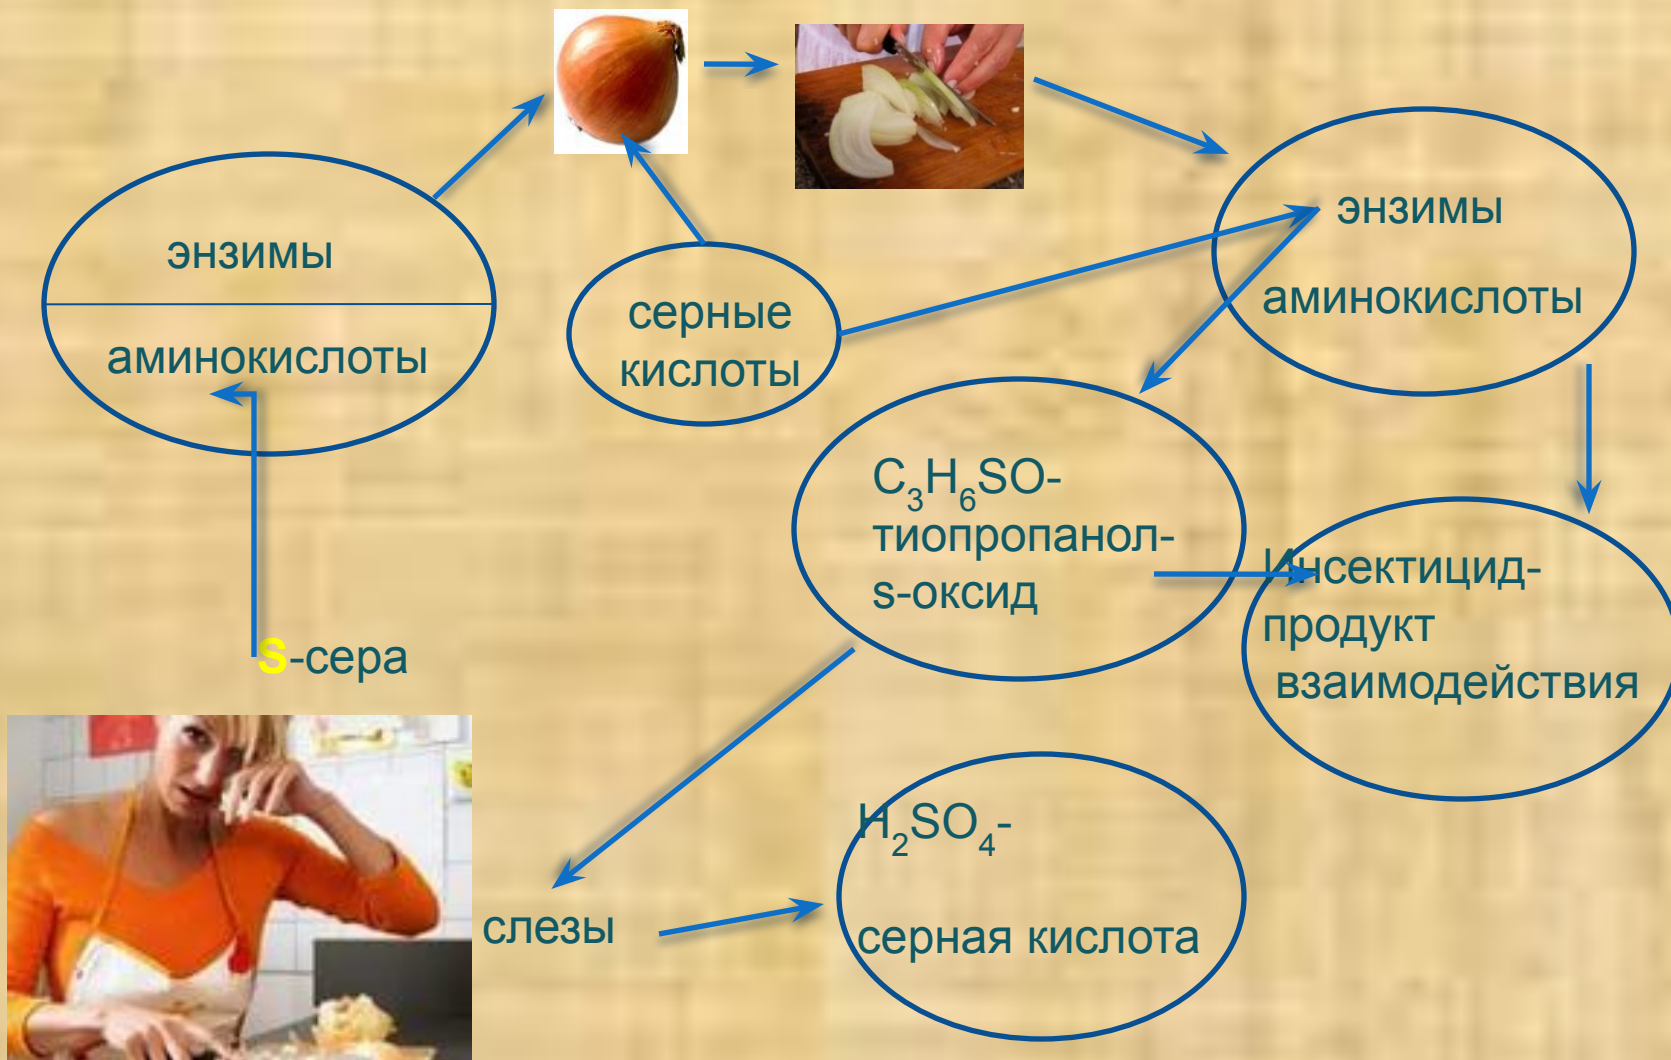 энзимы
аминокислоты
S-сера
серные
кислоты
энзимы
аминокислоты
C₃H₆SO-
тиопропанол-
s-оксид
Инсектицид-
продукт
взаимодействия
слезы
H₂SO₄-
серная кислота